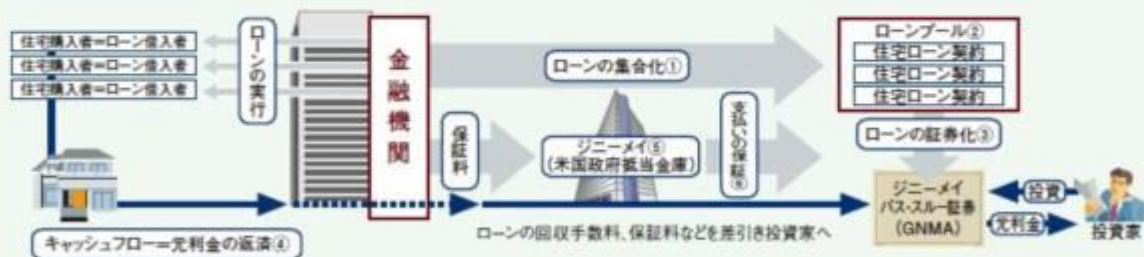 住宅購入者=ローン借入者
住宅購入者=ローン借入者
住宅購入者=ローン借入者
ローンの実行
金融機関
ローンの集合化①
ローンプール②
住宅ローン契約
住宅ローン契約
住宅ローン契約
保証料
ジニーメイ⑤
(米国政府抵当金庫)
支払いの保証⑥
ローンの証券化③
ジニーメイ
パス・スルー証券
(GNMA)
投資
元利金
投資家
キャッシュフロー=元利金の返済④
ローンの回収手数料、保証料などを差引き投資家へ